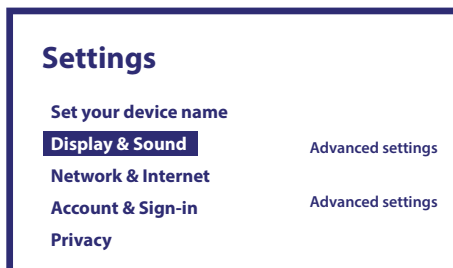 Settings
Set your device name
Display & Sound
Network & Internet
Account & Sign-in
Privacy
Advanced settings
Advanced settings